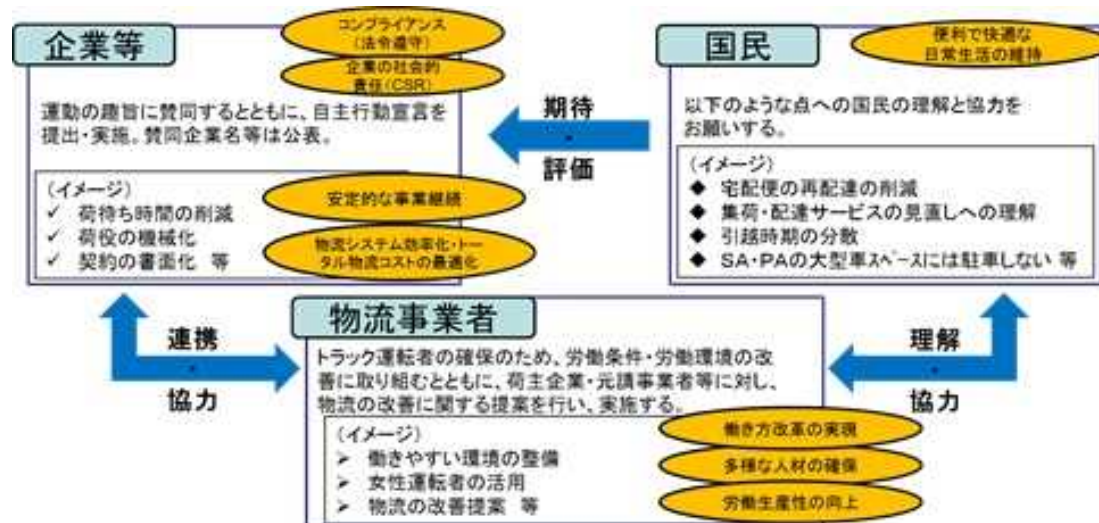 企業等
コンプライアンス
(法令遵守)
企業の社会的
責任(CSR)
運動の趣旨に賛同するとともに、自主行動宣言を
提出・実施。賛同企業名等は公表。
(イメージ)
✓ 荷待ち時間の削減
✓ 荷役の機械化
✓ 契約の書面化 等
安定的な事業継続
物流システム効率化・トー
タル物流コストの最適化
期待
・
評価
国民
便利で快適な
日常生活の維持
以下のような点への国民の理解と協力を
お願いする。
(イメージ)
◆ 宅配便の再配達の削減
◆ 集荷・配達サービスの見直しへの理解
◆ 引越時期の分散
◆ SA・PAの大型車スペースには駐車しない 等
連携
・
協力
物流事業者
トラック運転者の確保のため、労働条件・労働環境の改
善に取り組むとともに、荷主企業・元請事業者等に対し、
物流の改善に関する提案を行い、実施する。
(イメージ)
➢ 働きやすい環境の整備
➢ 女性運転者の活用
➢ 物流の改善提案 等
働き方改革の実現
多様な人材の確保
労働生産性の向上
理解
・
協力